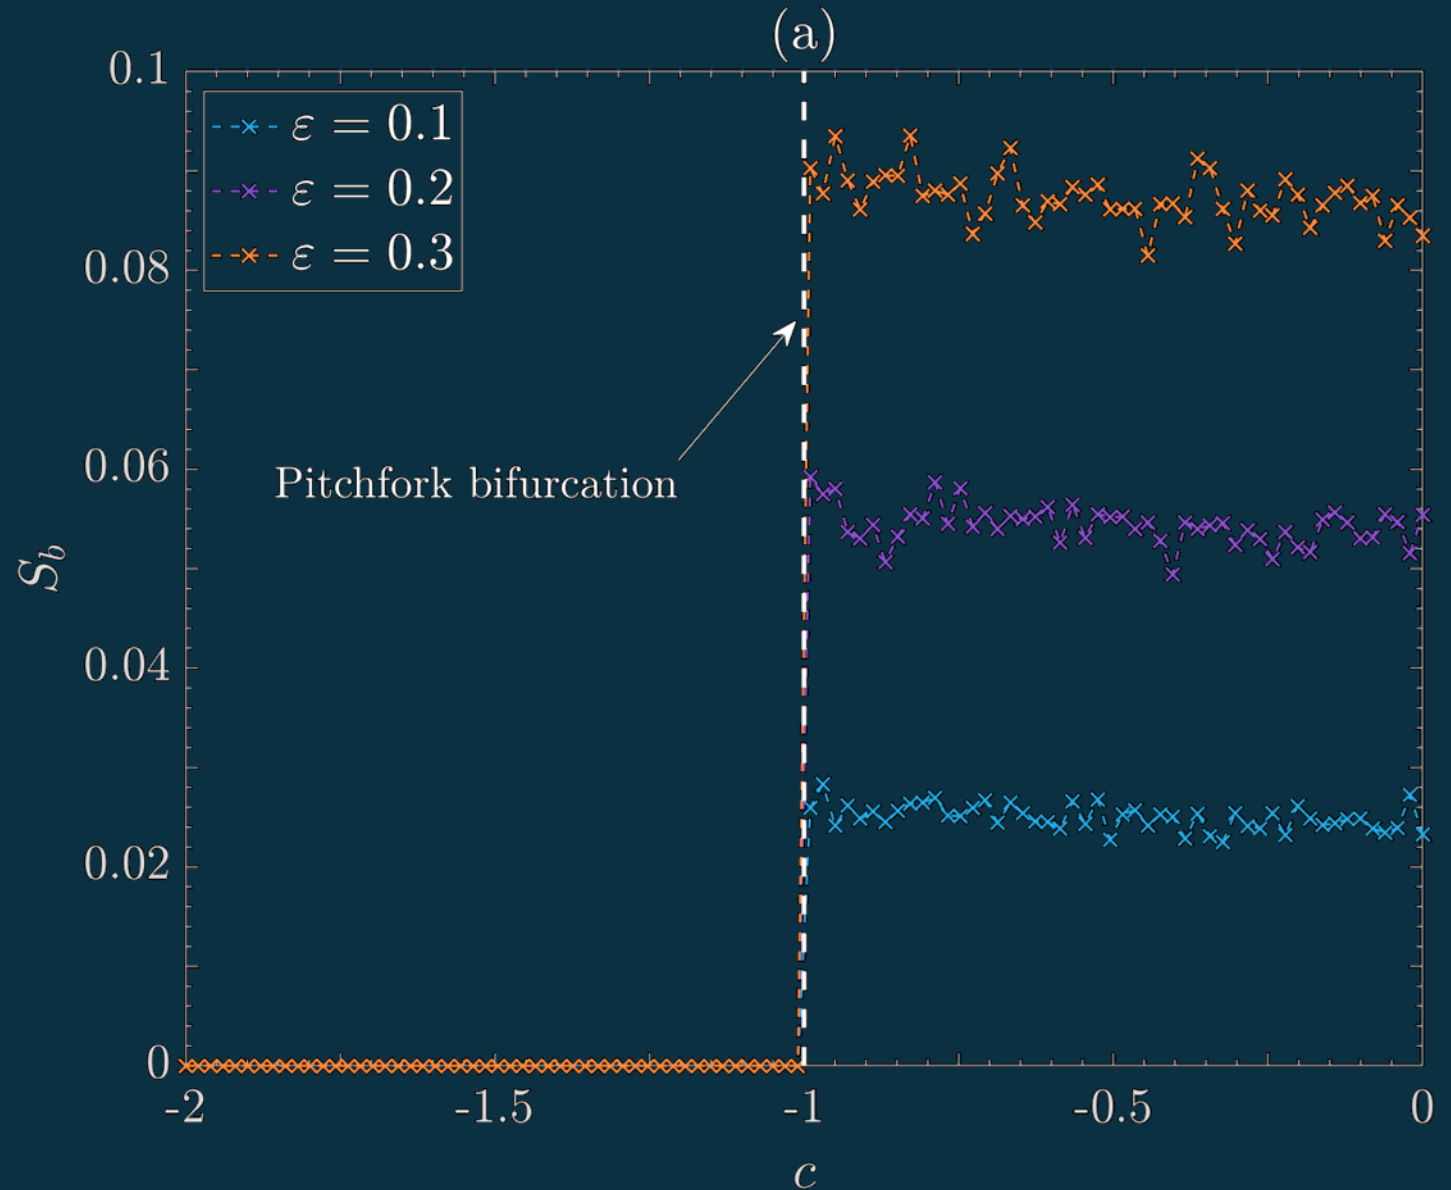 (a)
0.1
ε = 0.1
ε = 0.2
ε = 0.3
0.08
Pitchfork bifurcation
0.06
S_b
0.04
0.02
0
-2 -1.5 -1 -0.5 0
c